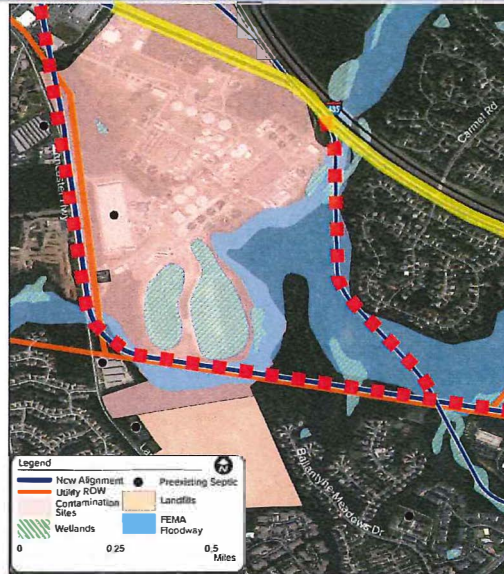 485
Carmel Rd
Ballantyne Meadows Dr
Legend
New Alignment
Utility ROW
Contamination
Sites
Wetlands
Preexisting Septic
Landfills
FEMA
Floodway
N
0 0.25 0.5
Miles